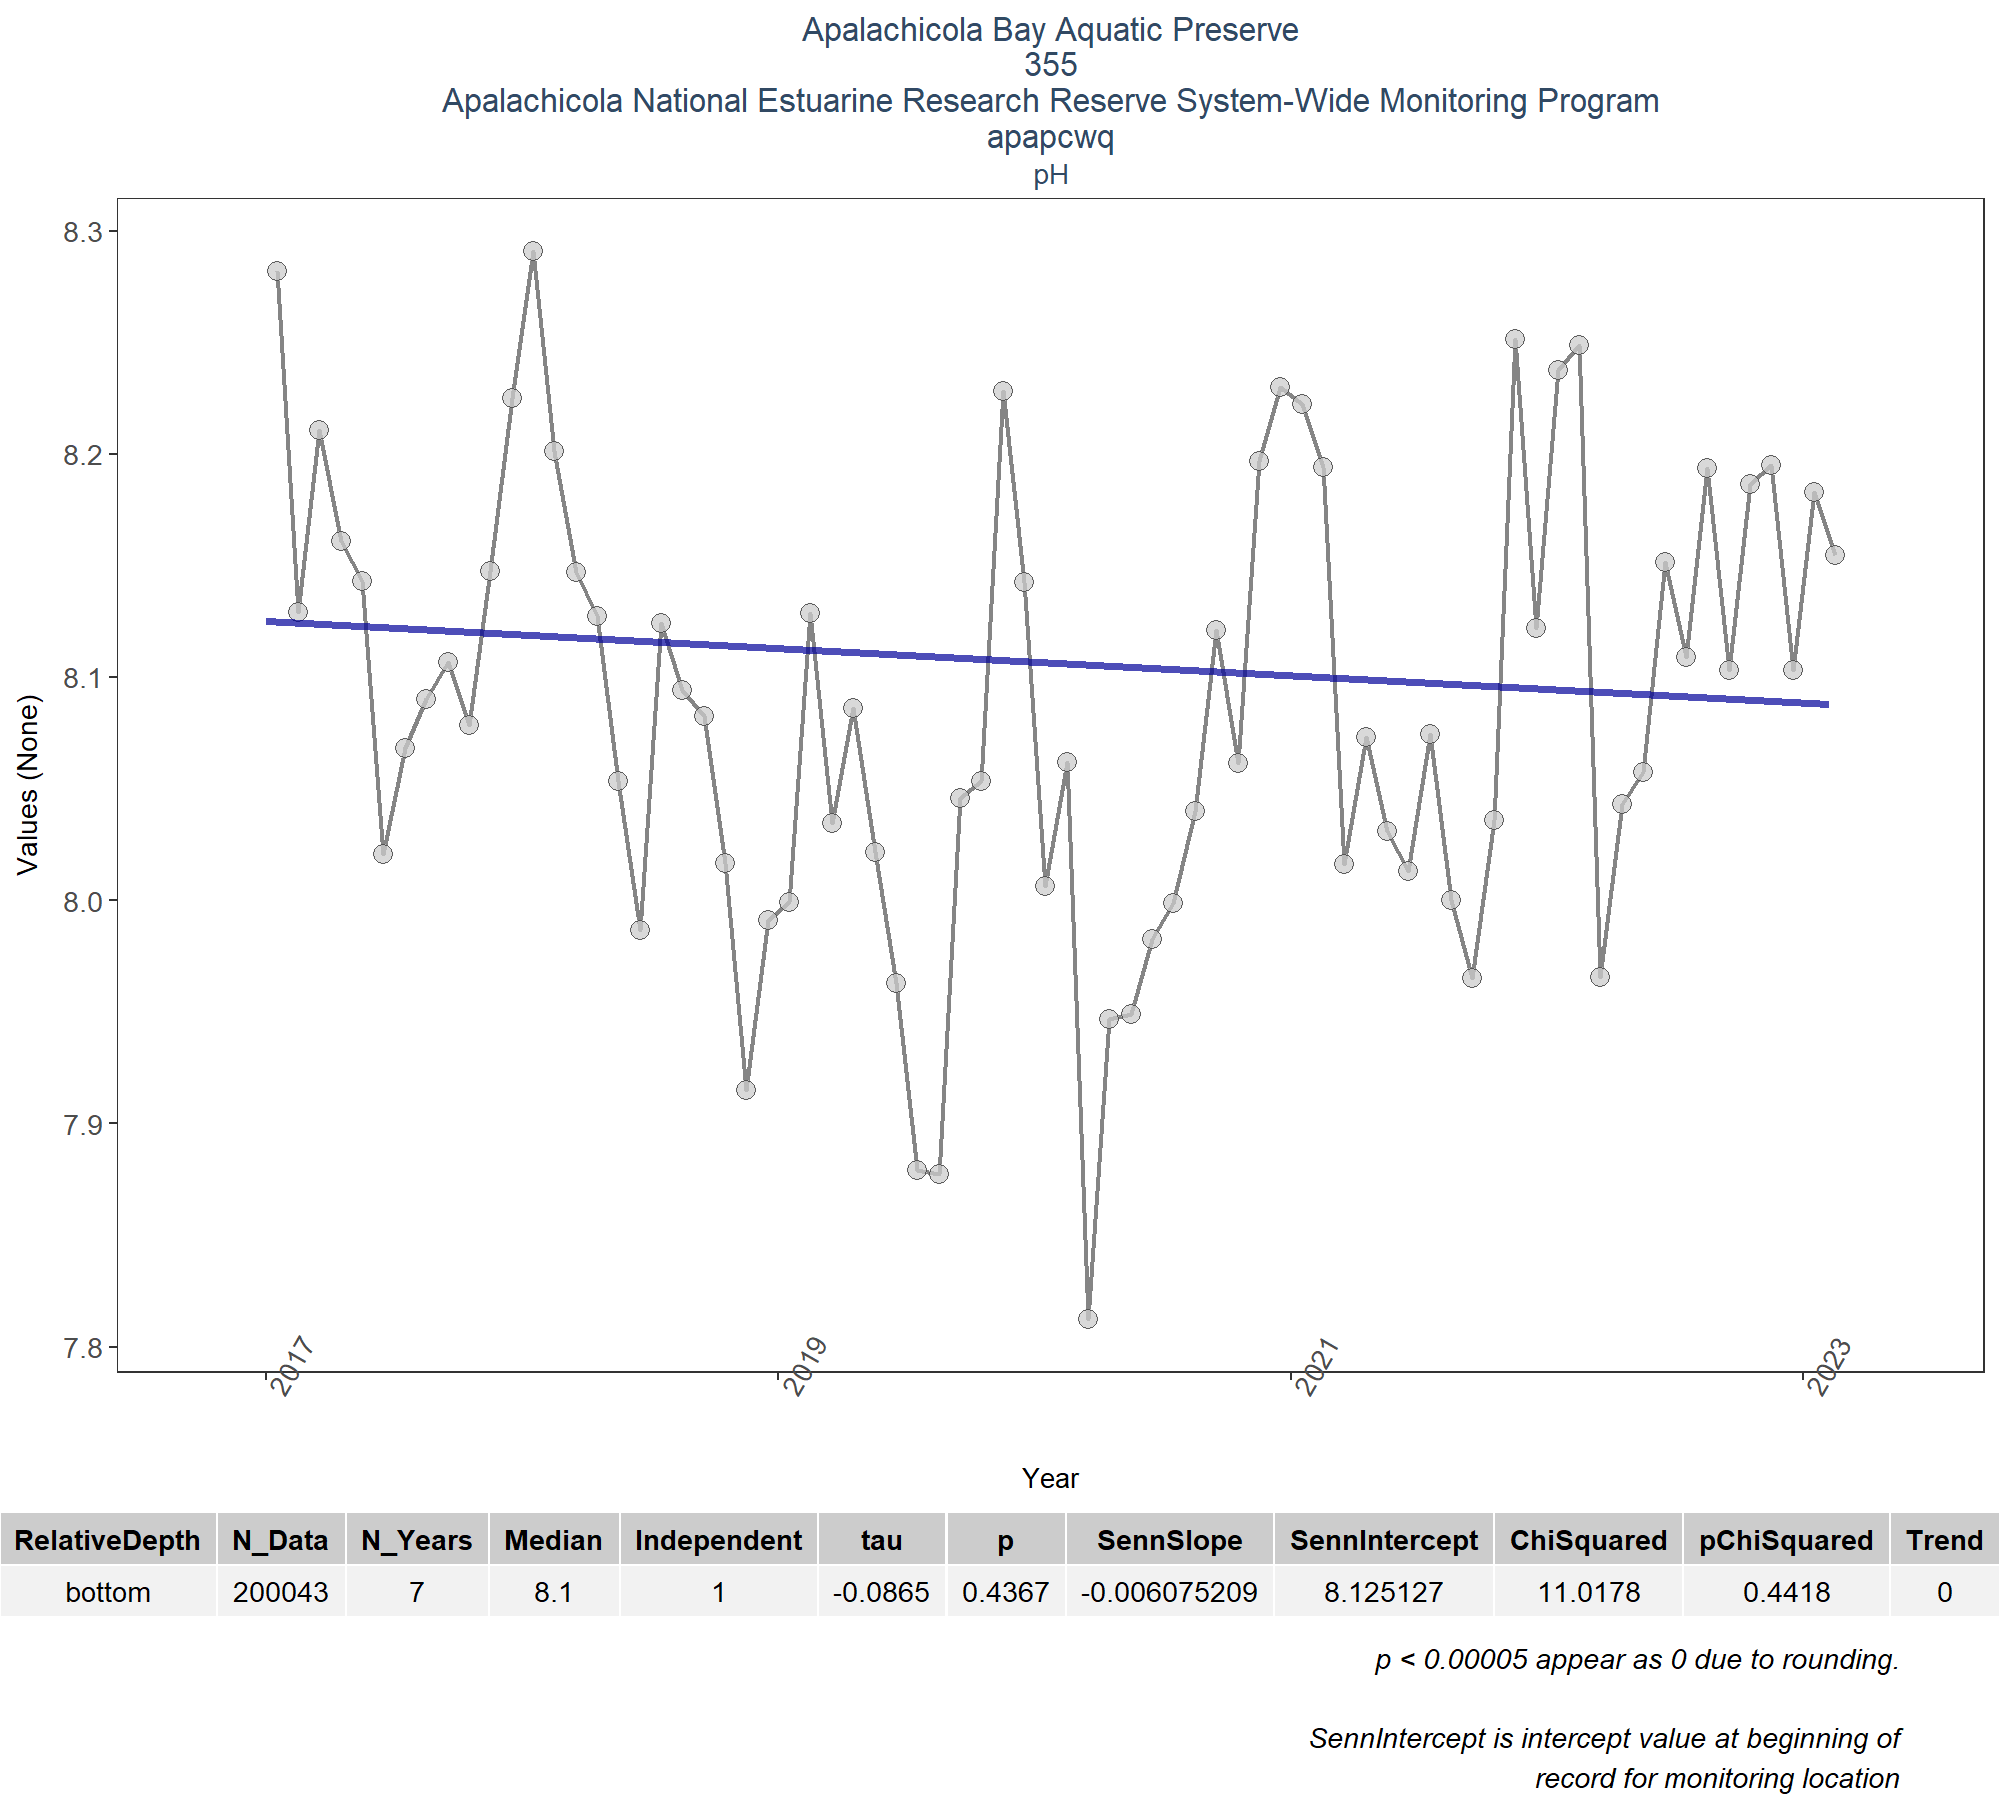 Apalachicola Bay Aquatic Preserve
355
Apalachicola National Estuarine Research Reserve System-Wide Monitoring Program
apapcwq
pH
8.3
8.2
8.1
8.0
7.9
7.8
Values (None)
2017
2019
2021
2023
Year
RelativeDepth N_Data N_Years Median Independent tau p SennSlope SennIntercept ChiSquared pChiSquared Trend
bottom 200043 7 8.1 1 -0.0865 0.4367 -0.006075209 8.125127 11.0178 0.4418 0
p < 0.00005 appear as 0 due to rounding.
SennIntercept is intercept value at beginning of
record for monitoring location